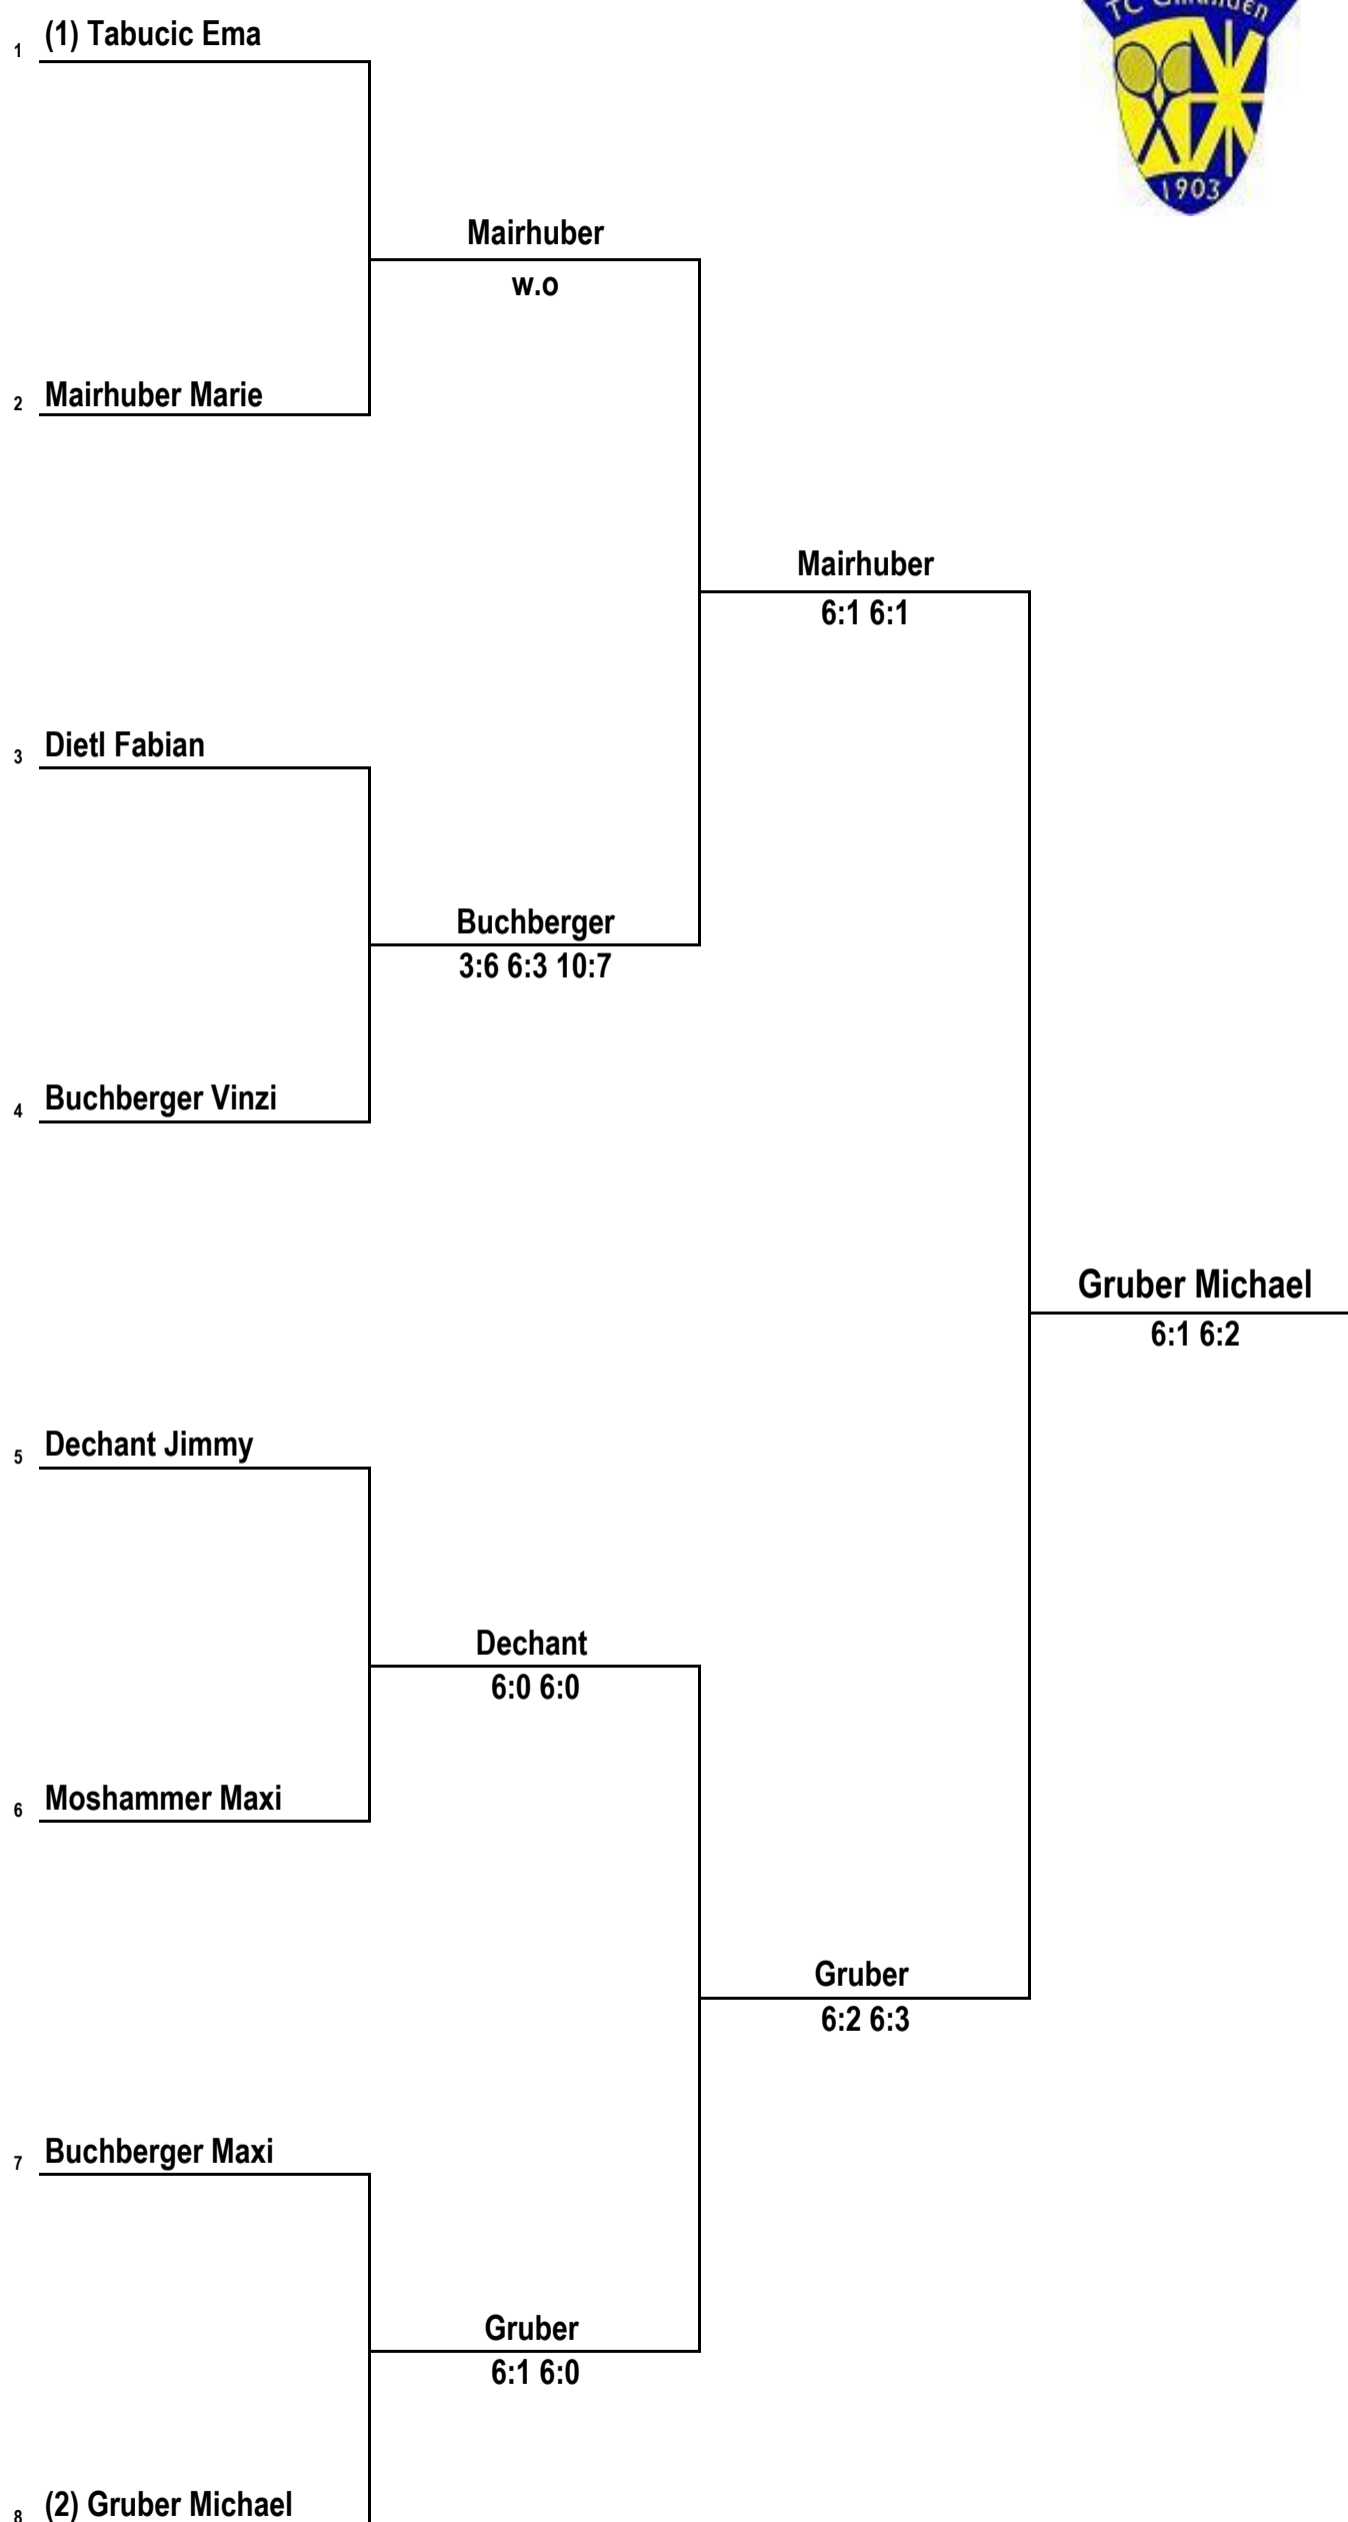 TC Gmunden
1903
1 (1) Tabucic Ema
Mairhuber
w.o
2 Mairhuber Marie
Mairhuber
6:1 6:1
3 Dietl Fabian
Buchberger
3:6 6:3 10:7
4 Buchberger Vinzi
Gruber Michael
6:1 6:2
5 Dechant Jimmy
Dechant
6:0 6:0
6 Moshammer Maxi
Gruber
6:2 6:3
7 Buchberger Maxi
Gruber
6:1 6:0
8 (2) Gruber Michael